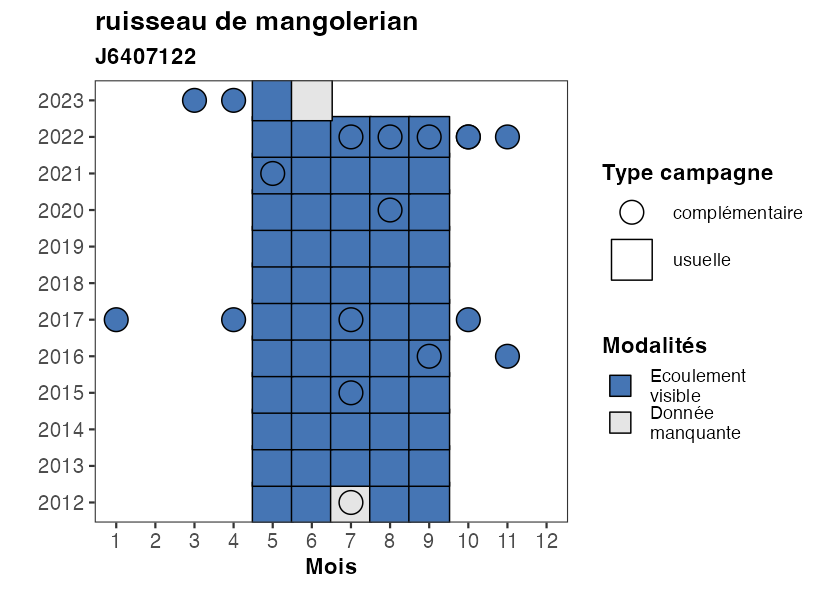 ruisseau de mangolerian
J6407122
2023
2022
2021
2020
2019
2018
2017
2016
2015
2014
2013
2012
1 2 3 4 5 6 7 8 9 10 11 12
Mois
Type campagne
complémentaire
usuelle
Modalités
Ecoulement
visible
Donnée
manquante